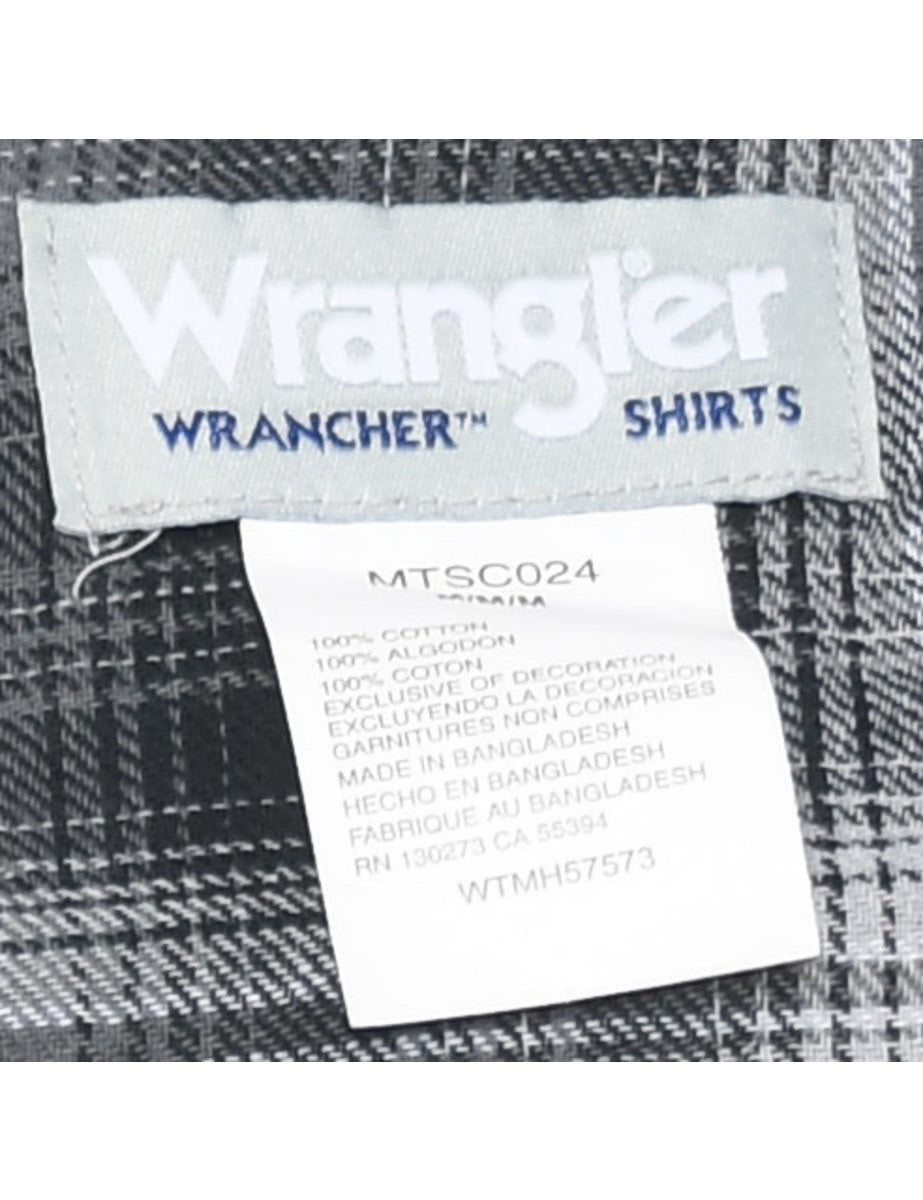 Wrangler
WRANCHER™ SHIRTS
MTSC024
M/M/M
100% COTTON
100% ALGODON
100% COTON
EXCLUSIVE OF DECORATION
EXCLUYENDO LA DECORACION
GARNITURES NON COMPRISES
MADE IN BANGLADESH
HECHO EN BANGLADESH
FABRIQUE AU BANGLADESH
RN 130273 CA 55394
WTMH57573